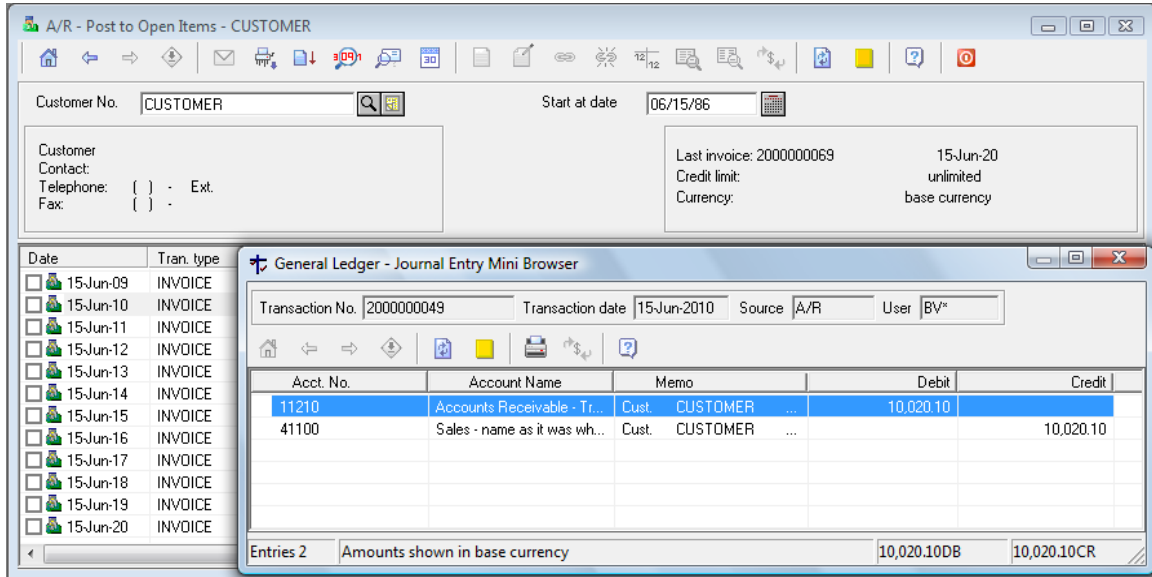 A/R - Post to Open Items - CUSTOMER
Customer No. CUSTOMER Start at date 06/15/86
Customer
Contact:
Telephone: ( ) - Ext.
Fax: ( ) -
Last invoice: 2000000069 15-Jun-20
Credit limit: unlimited
Currency: base currency
Date Tran. type
15-Jun-09 INVOICE
15-Jun-10 INVOICE
15-Jun-11 INVOICE
15-Jun-12 INVOICE
15-Jun-13 INVOICE
15-Jun-14 INVOICE
15-Jun-15 INVOICE
15-Jun-16 INVOICE
15-Jun-17 INVOICE
15-Jun-18 INVOICE
15-Jun-19 INVOICE
15-Jun-20 INVOICE
General Ledger - Journal Entry Mini Browser
Transaction No. 2000000049 Transaction date 15-Jun-2010 Source A/R User BV*
Acct. No. Account Name Memo Debit Credit
11210 Accounts Receivable - Tr... Cust. CUSTOMER ... 10,020.10
41100 Sales - name as it was wh... Cust. CUSTOMER ... 10,020.10
Entries 2 Amounts shown in base currency 10,020.10DB 10,020.10CR